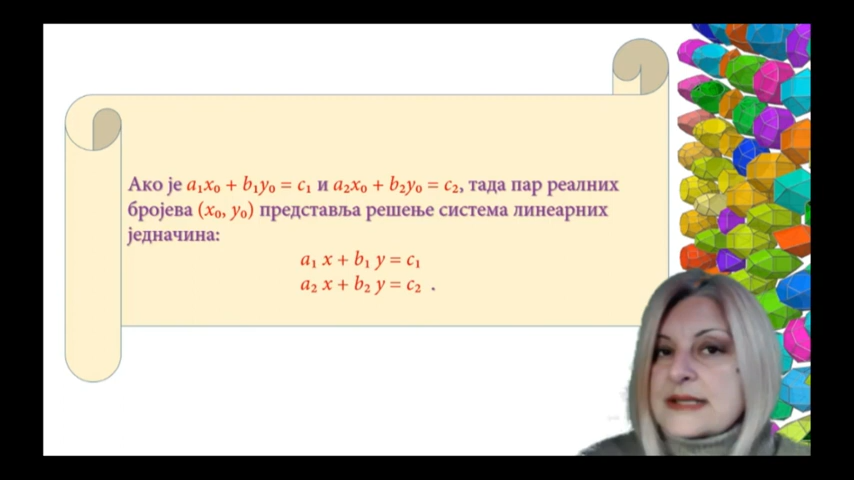 Ако је a₁x₀ + b₁y₀ = c₁ и a₂x₀ + b₂y₀ = c₂, тада пар реалних
бројева (x₀, y₀) представља решење система линеарних
једначина:
a₁ x + b₁ y = c₁
a₂ x + b₂ y = c₂ .